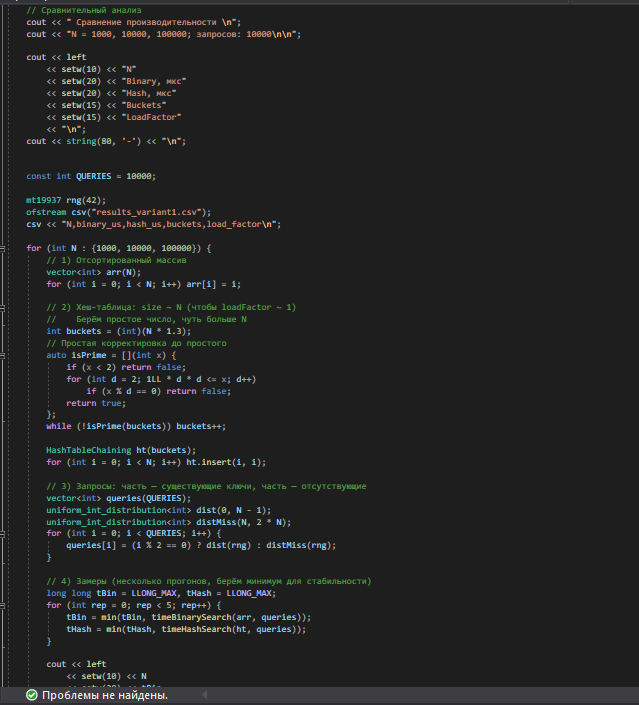 // Сравнительный анализ
cout << " Сравнение производительности \n";
cout << "N = 1000, 10000, 100000; запросов: 10000\n\n";
cout << left
<< setw(10) << "N"
<< setw(20) << "Binary, мкс"
<< setw(20) << "Hash, мкс"
<< setw(15) << "Buckets"
<< setw(15) << "LoadFactor"
<< "\n";
cout << string(80, '-') << "\n";
const int QUERIES = 10000;
mt19937 rng(42);
ofstream csv("results_variant1.csv");
csv << "N,binary_us,hash_us,buckets,load_factor\n";
for (int N : {1000, 10000, 100000}) {
// 1) Отсортированный массив
vector<int> arr(N);
for (int i = 0; i < N; i++) arr[i] = i;
// 2) Хеш-таблица: size ~ N (чтобы loadFactor ~ 1)
// Берём простое число, чуть больше N
int buckets = (int)(N * 1.3);
// Простая корректировка до простого
auto isPrime = [](int x) {
if (x < 2) return false;
for (int d = 2; 1LL * d * d <= x; d++)
if (x % d == 0) return false;
return true;
};
while (!isPrime(buckets)) buckets++;
HashTableChaining ht(buckets);
for (int i = 0; i < N; i++) ht.insert(i, i);
// 3) Запросы: часть — существующие ключи, часть — отсутствующие
vector<int> queries(QUERIES);
uniform_int_distribution<int> dist(0, N - 1);
uniform_int_distribution<int> distMiss(N, 2 * N);
for (int i = 0; i < QUERIES; i++) {
queries[i] = (i % 2 == 0) ? dist(rng) : distMiss(rng);
}
// 4) Замеры (несколько прогонов, берём минимум для стабильности)
long long tBin = LLONG_MAX, tHash = LLONG_MAX;
for (int rep = 0; rep < 5; rep++) {
tBin = min(tBin, timeBinarySearch(arr, queries));
tHash = min(tHash, timeHashSearch(ht, queries));
}
cout << left
<< setw(10) << N
Проблемы не найдены.